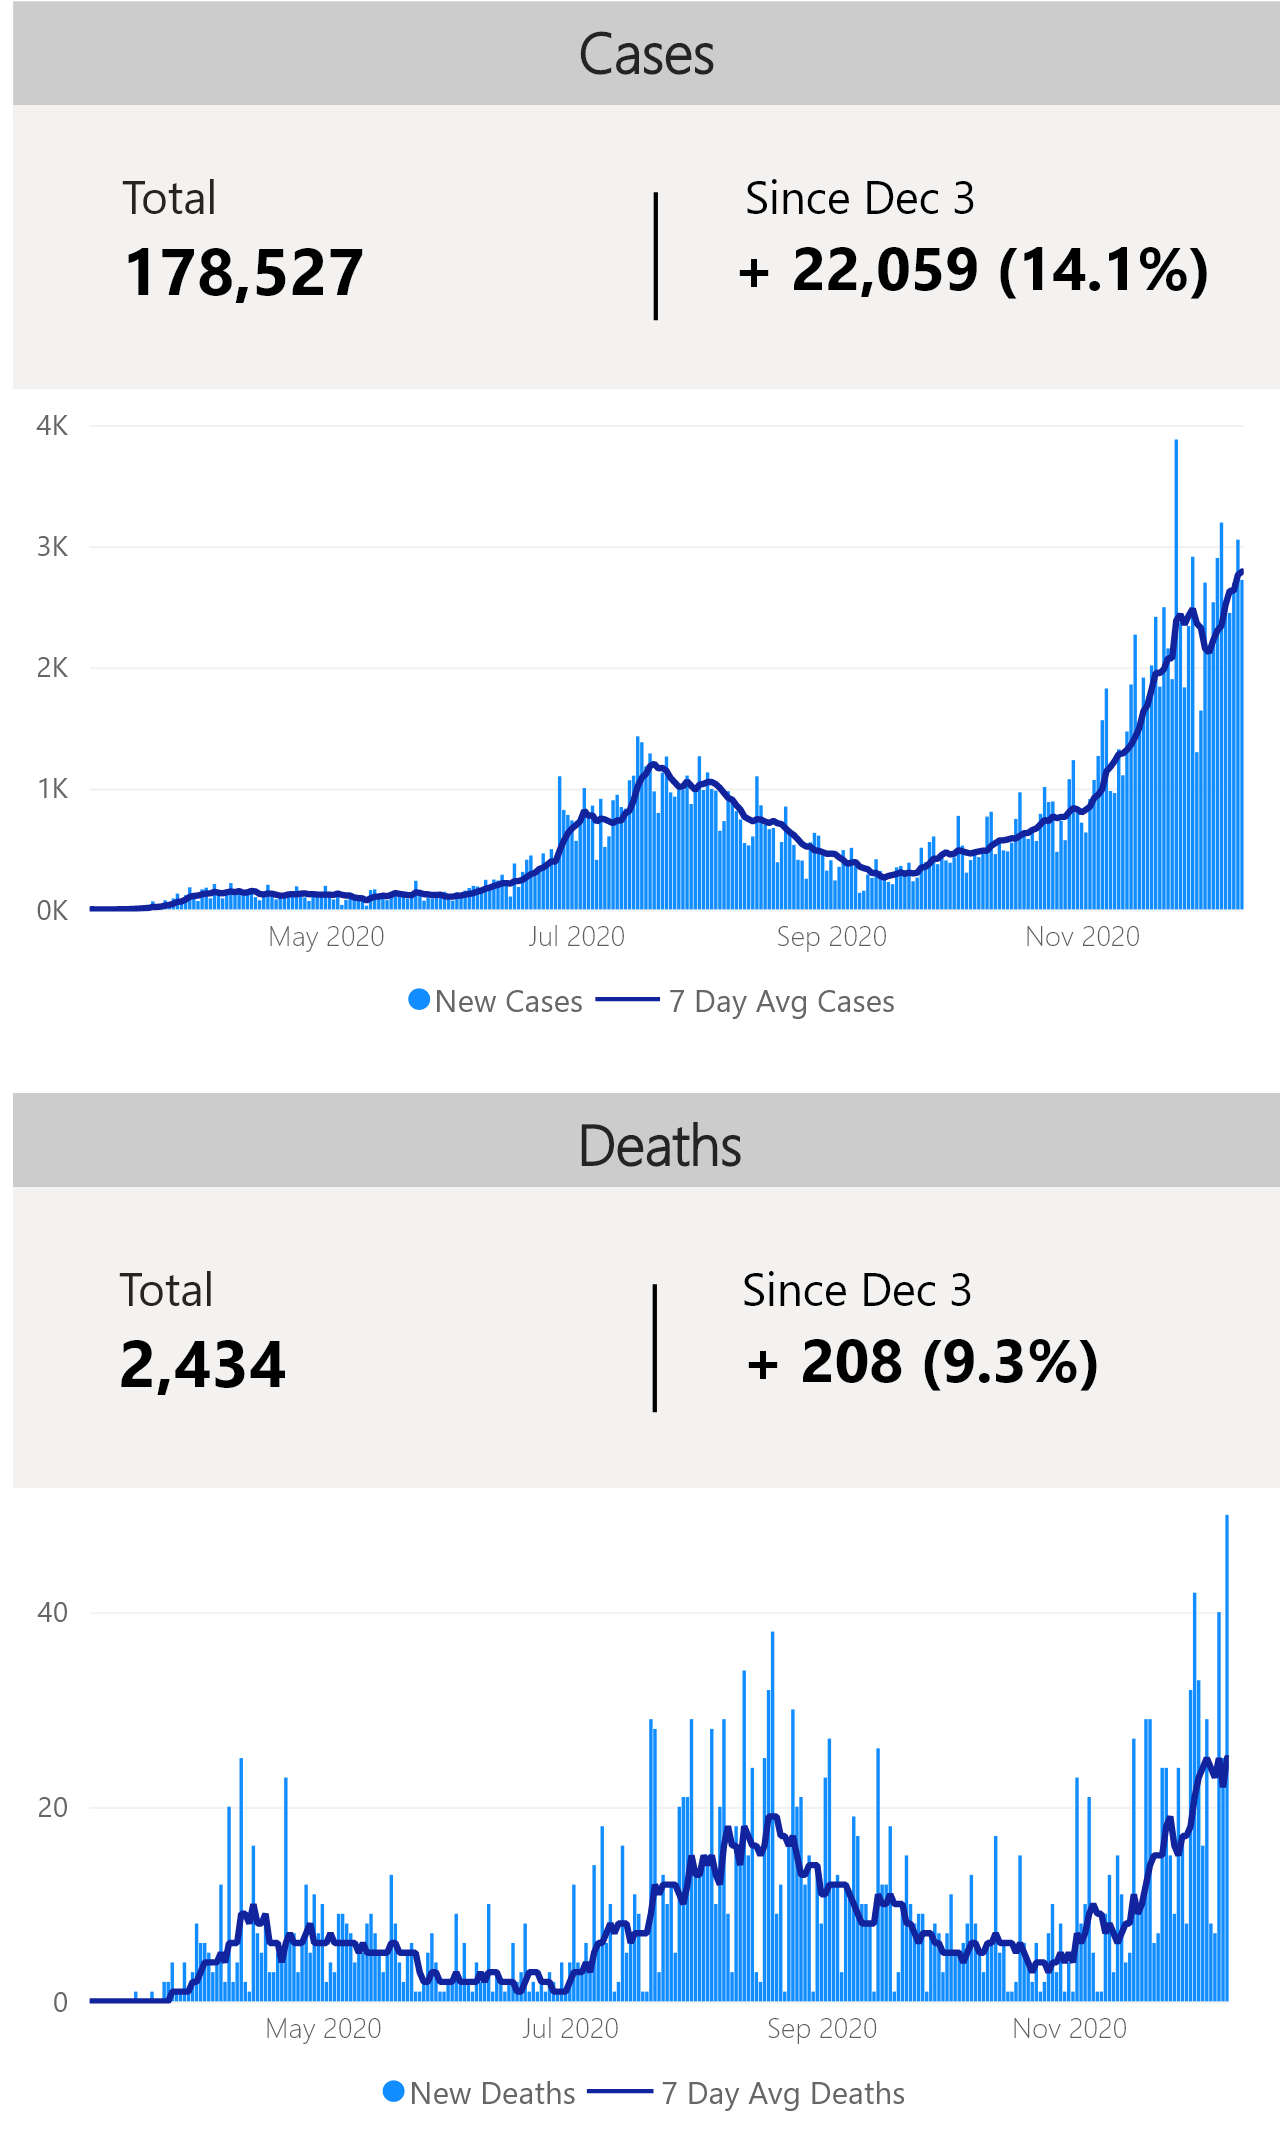 Cases
Total
Since Dec 3
178,527
+ 22,059 (14.1%)
4K
3K
2K
1K
0K
May 2020
Jul 2020
Sep 2020
Nov 2020
New Cases
7 Day Avg Cases
Deaths
Total
Since Dec 3
2,434
+ 208 (9.3%)
40
20
0
May 2020
Jul 2020
Sep 2020
Nov 2020
New Deaths
7 Day Avg Deaths